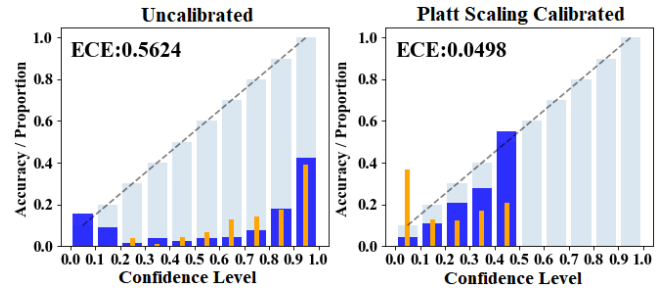 Uncalibrated
ECE:0.5624
Accuracy / Proportion
1.0
0.8
0.6
0.4
0.2
0.0
0.0 0.1 0.2 0.3 0.4 0.5 0.6 0.7 0.8 0.9 1.0
Confidence Level
Platt Scaling Calibrated
ECE:0.0498
Accuracy / Proportion
1.0
0.8
0.6
0.4
0.2
0.0
0.0 0.1 0.2 0.3 0.4 0.5 0.6 0.7 0.8 0.9 1.0
Confidence Level